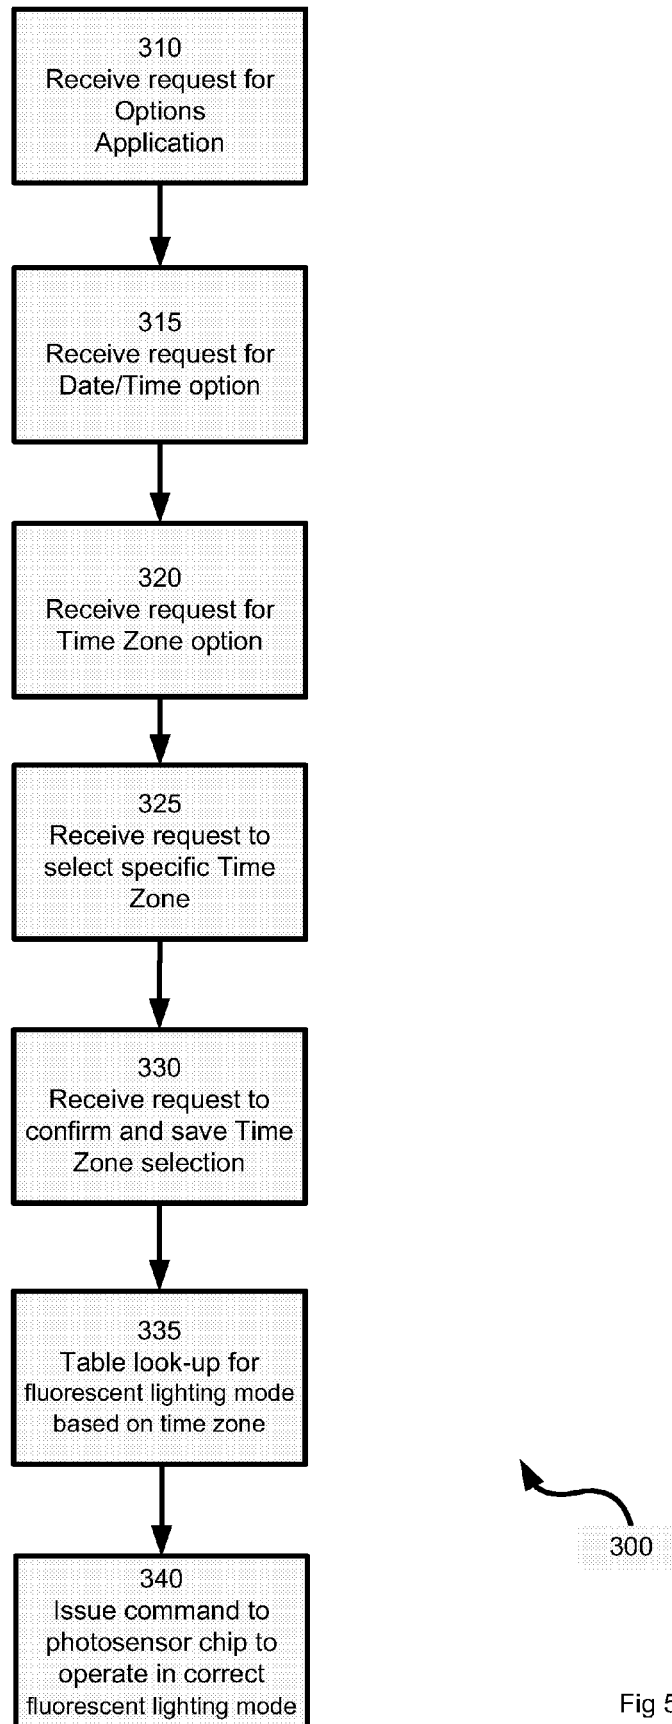 310
Receive request for
Options
Application
315
Receive request for
Date/Time option
320
Receive request for
Time Zone option
325
Receive request to
select specific Time
Zone
330
Receive request to
confirm and save Time
Zone selection
335
Table look-up for
fluorescent lighting mode
based on time zone
340
Issue command to
photosensor chip to
operate in correct
fluorescent lighting mode
300
Fig 5